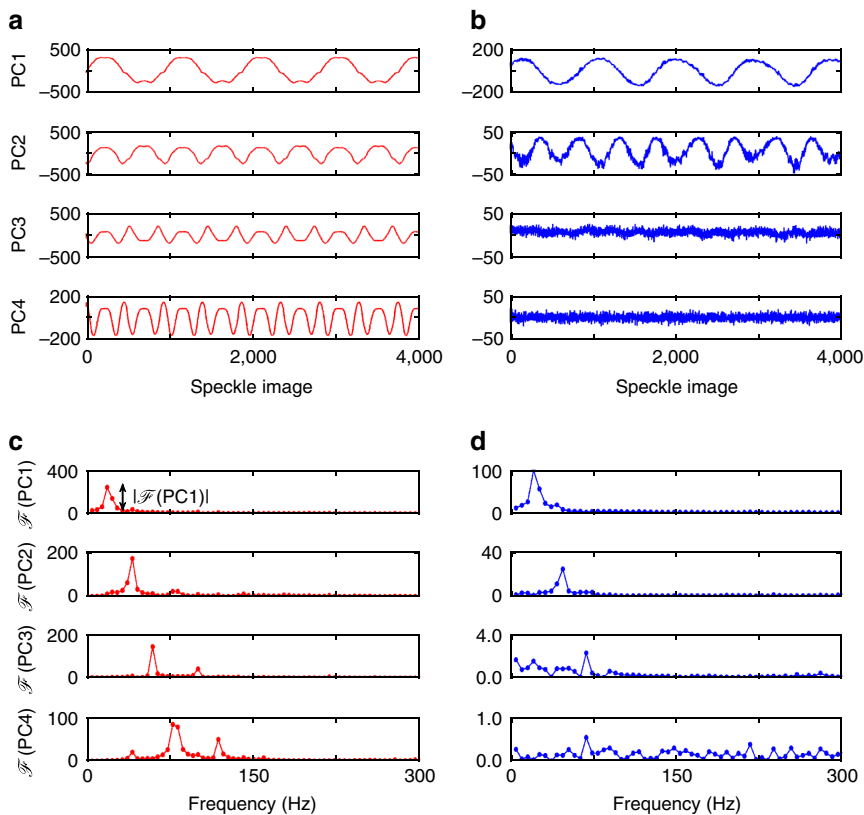 a
b
PC1
500
−500
200
−200
PC2
500
−500
50
−50
PC3
500
−500
50
−50
PC4
200
−200
50
−50
0
2,000
4,000
0
2,000
4,000
Speckle image
Speckle image
c
d
ℱ (PC1)
400
0
|ℱ (PC1)|
100
0
ℱ (PC2)
200
0
40
0
ℱ (PC3)
200
0
4.0
0.0
ℱ (PC4)
100
0
1.0
0.0
0
150
300
0
150
300
Frequency (Hz)
Frequency (Hz)